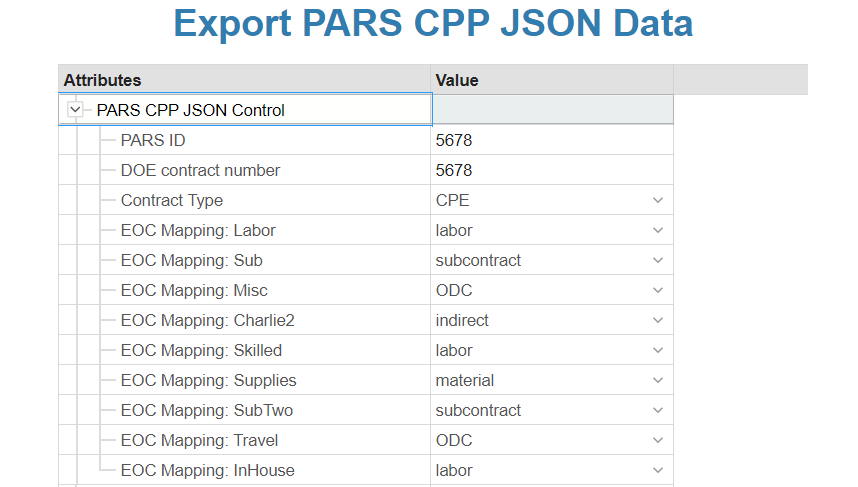 Export PARS CPP JSON Data
Attributes Value
PARS CPP JSON Control
PARS ID 5678
DOE contract number 5678
Contract Type CPE
EOC Mapping: Labor labor
EOC Mapping: Sub subcontract
EOC Mapping: Misc ODC
EOC Mapping: Charlie2 indirect
EOC Mapping: Skilled labor
EOC Mapping: Supplies material
EOC Mapping: SubTwo subcontract
EOC Mapping: Travel ODC
EOC Mapping: InHouse labor